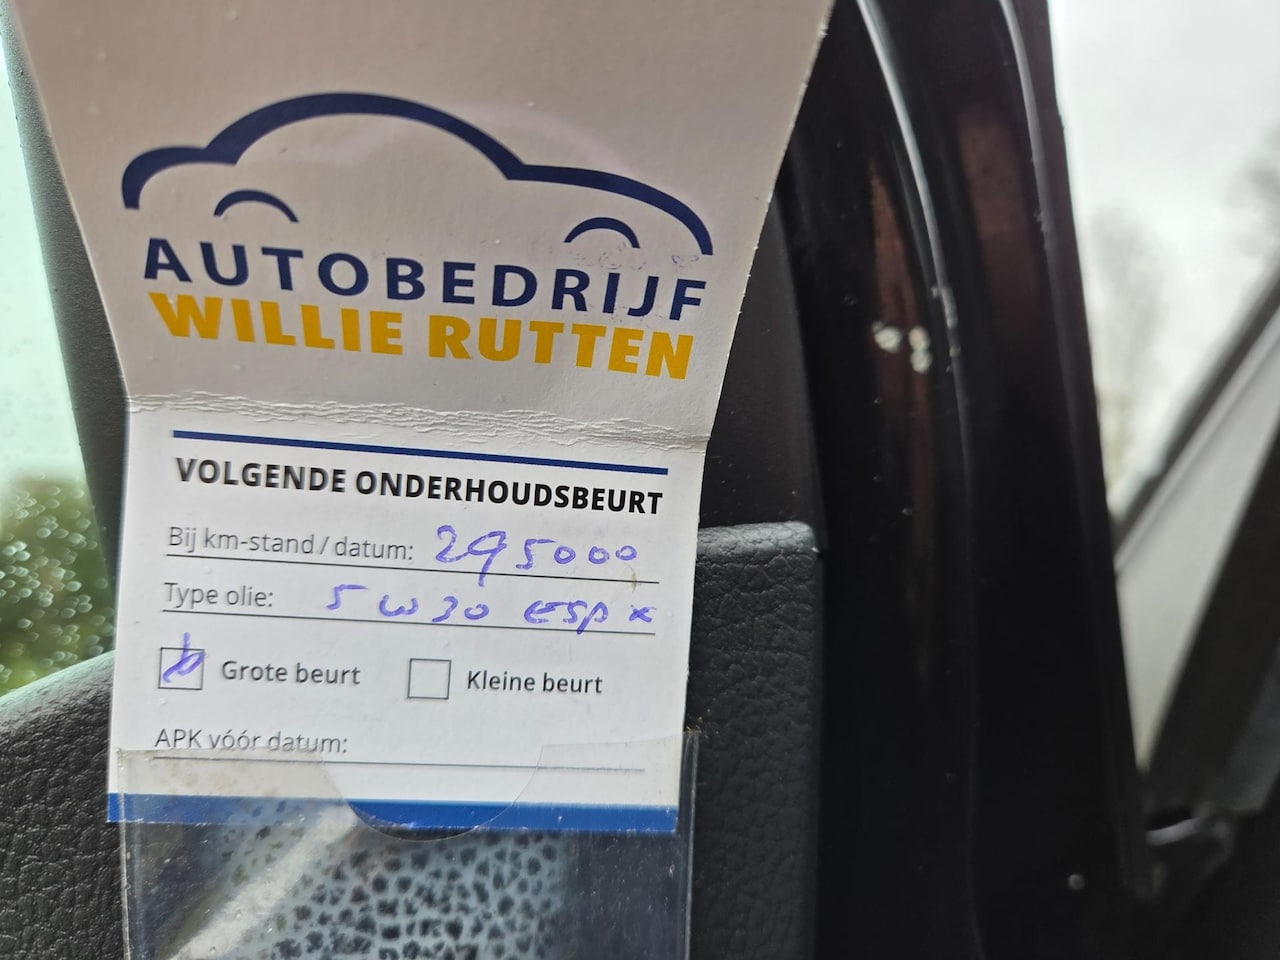 AUTOBEDRIJF
WILLIE RUTTEN
VOLGENDE ONDERHOUDSBEURT
Bij km-stand / datum: 295000
Type olie: 5W30 ESP x
Grote beurt Kleine beurt
APK vóór datum: